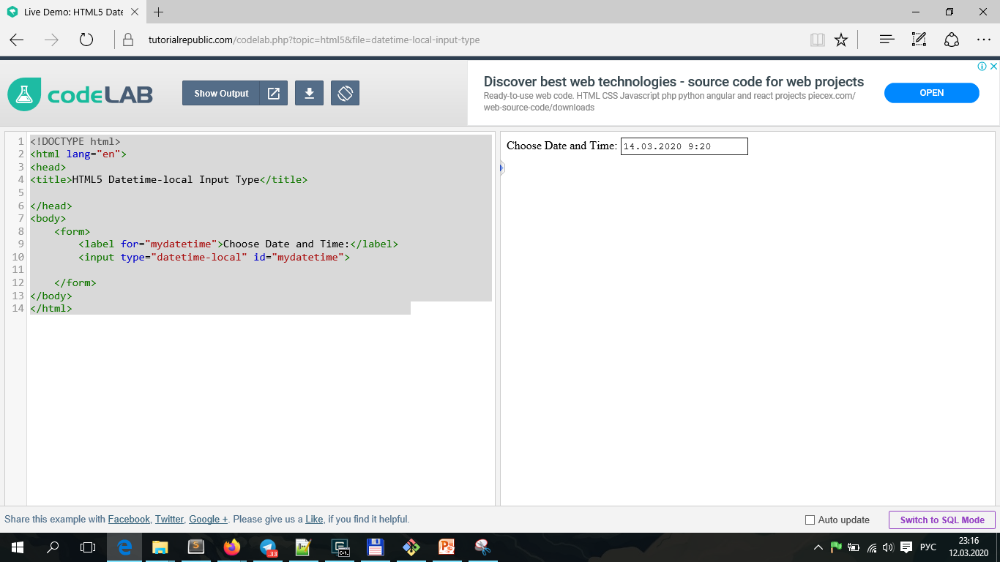 Live Demo: HTML5 Date
tutorialrepublic.com/codelab.php?topic=html5&file=datetime-local-input-type
codeLAB
Show Output
Discover best web technologies - source code for web projects
Ready-to-use web code. HTML CSS Javascript php python angular and react projects piecex.com/
web-source-code/downloads
OPEN
1 <!DOCTYPE html>
2 <html lang="en">
3 <head>
4 <title>HTML5 Datetime-local Input Type</title>
5
6 </head>
7 <body>
8     <form>
9         <label for="mydatetime">Choose Date and Time:</label>
10         <input type="datetime-local" id="mydatetime">
11
12     </form>
13 </body>
14 </html>
Choose Date and Time: 14.03.2020 9:20
Share this example with Facebook, Twitter, Google +. Please give us a Like, if you find it helpful.
Auto update
Switch to SQL Mode
33
C:\
РУС
23:16
12.03.2020